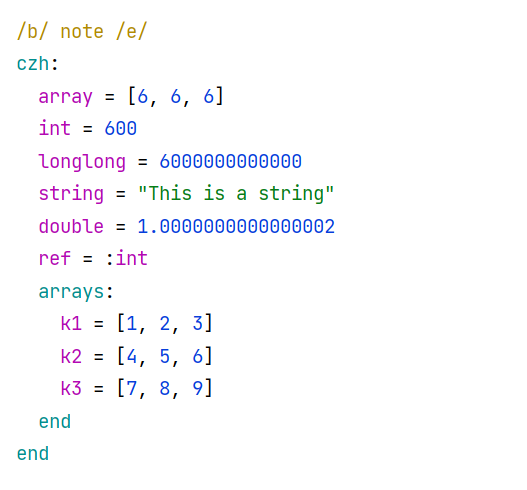 /b/ note /e/
czh:
  array = [6, 6, 6]
  int = 600
  longlong = 6000000000000
  string = "This is a string"
  double = 1.0000000000000002
  ref = :int
  arrays:
    k1 = [1, 2, 3]
    k2 = [4, 5, 6]
    k3 = [7, 8, 9]
  end
end